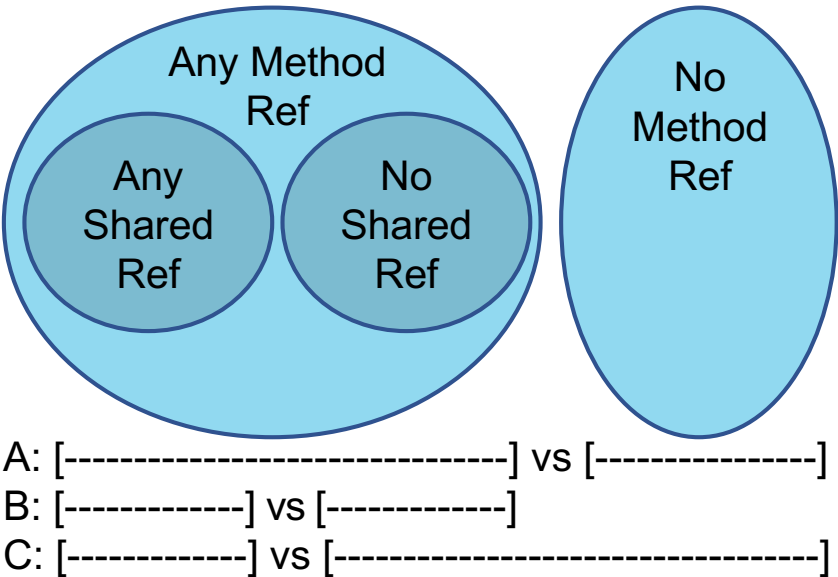 Any Method
Ref
Any
Shared
Ref
No
Shared
Ref
No
Method
Ref
A: [-------------------------------] vs [---------------]
B: [------------] vs [------------]
C: [------------] vs [----------------------------------]